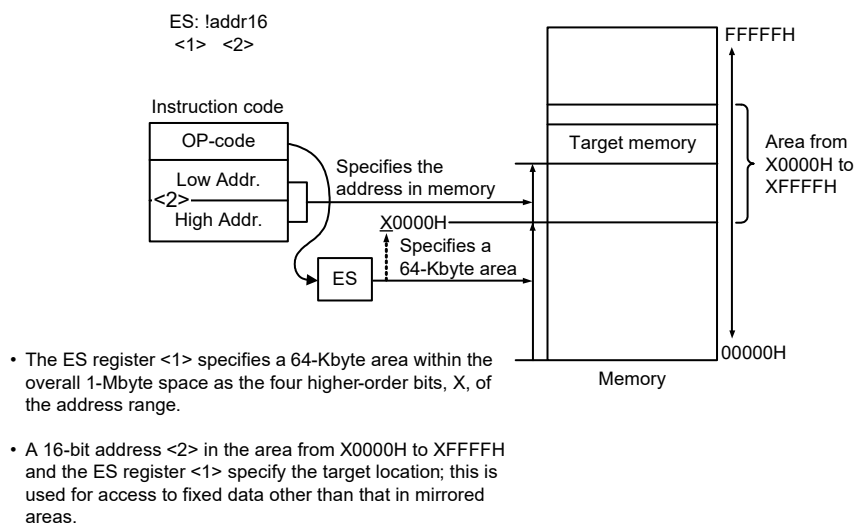 ES: !addr16
<1> <2>
FFFFFH
Instruction code
OP-code
Low Addr.
<2>
High Addr.
Specifies the
address in memory
Target memory
Area from
X0000H to
XFFFFH
X0000H
Specifies a
64-Kbyte area
ES
00000H
Memory
• The ES register <1> specifies a 64-Kbyte area within the
overall 1-Mbyte space as the four higher-order bits, X, of
the address range.
• A 16-bit address <2> in the area from X0000H to XFFFFH
and the ES register <1> specify the target location; this is
used for access to fixed data other than that in mirrored
areas.